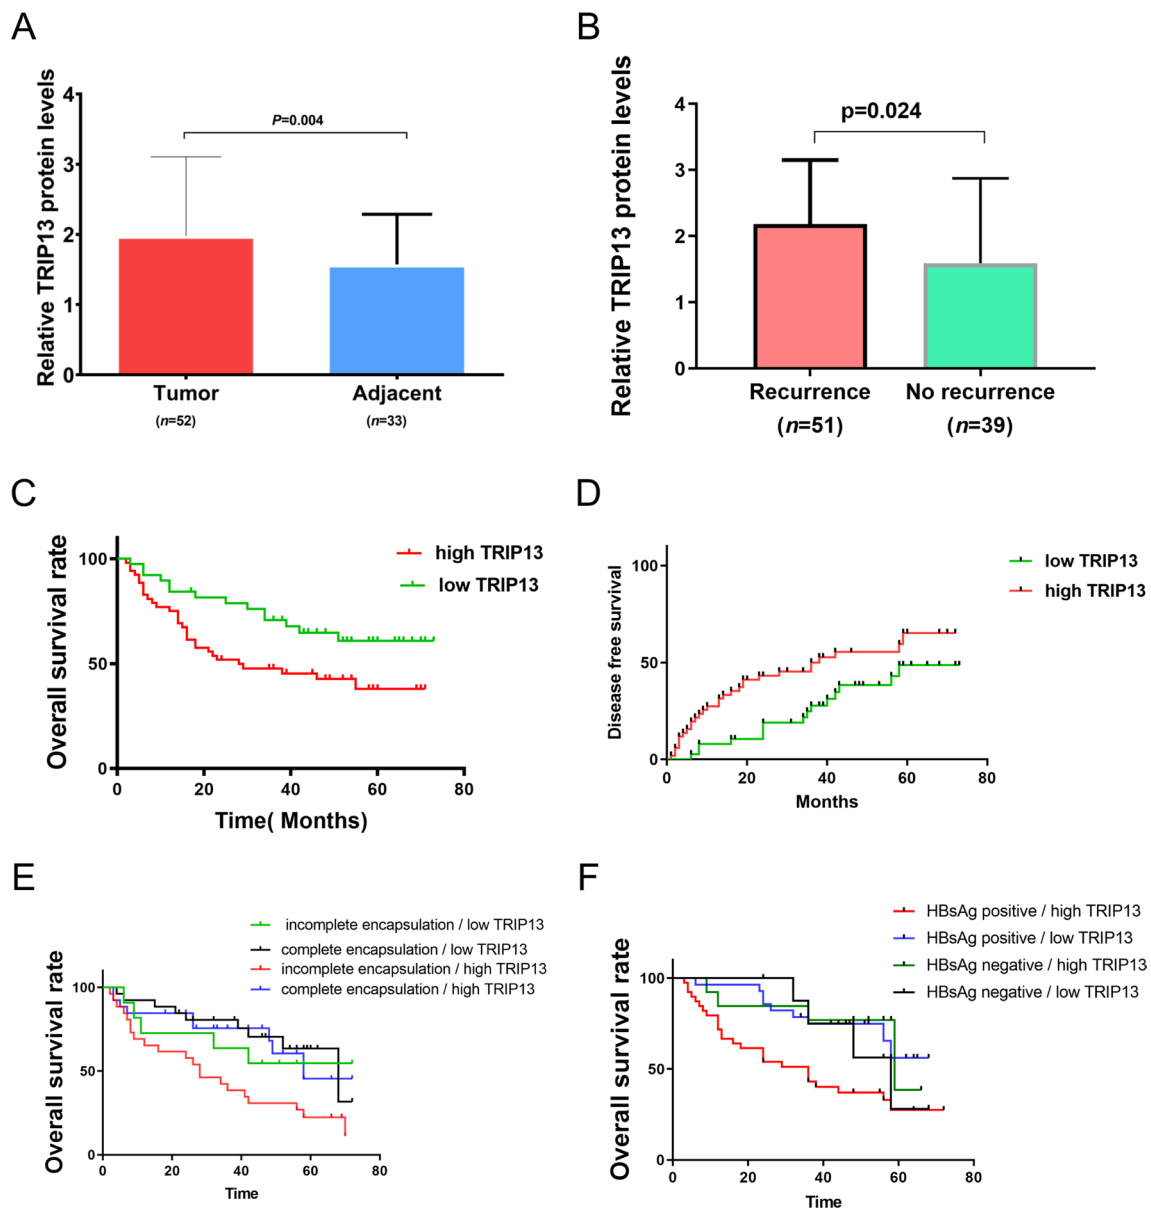 A
Relative TRIP13 protein levels
4
3
2
1
0
P=0.004
Tumor
(n=52)
Adjacent
(n=33)
B
Relative TRIP13 protein levels
4
3
2
1
0
p=0.024
Recurrence
(n=51)
No recurrence
(n=39)
C
Overall survival rate
100
50
0
0 20 40 60 80
Time( Months)
high TRIP13
low TRIP13
D
Disease free survival
100
50
0
0 20 40 60 80
Months
low TRIP13
high TRIP13
E
Overall survival rate
100
50
0
0 20 40 60 80
Time
incomplete encapsulation / low TRIP13
complete encapsulation / low TRIP13
incomplete encapsulation / high TRIP13
complete encapsulation / high TRIP13
F
Overall survival rate
100
50
0
0 20 40 60 80
Time
HBsAg positive / high TRIP13
HBsAg positive / low TRIP13
HBsAg negative / high TRIP13
HBsAg negative / low TRIP13